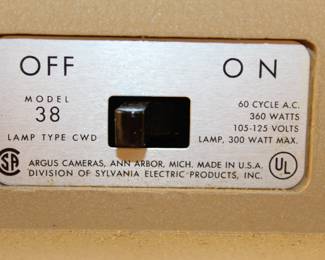 OFF ON
MODEL
38
LAMP TYPE CWD
60 CYCLE A.C.
360 WATTS
105-125 VOLTS
LAMP, 300 WATT MAX.
SA
ARGUS CAMERAS, ANN ARBOR, MICH. MADE IN U.S.A.
DIVISION OF SYLVANIA ELECTRIC PRODUCTS, INC.
UL